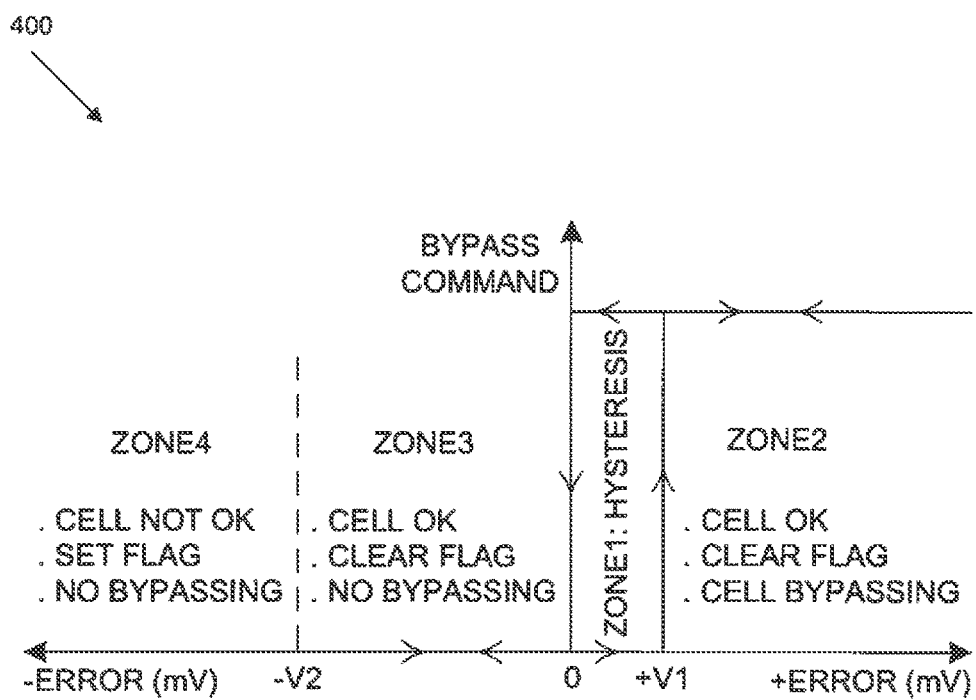 400
BYPASS
COMMAND
ZONE4
ZONE3
ZONE1: HYSTERESIS
ZONE2
. CELL NOT OK
. SET FLAG
. NO BYPASSING
. CELL OK
. CLEAR FLAG
. NO BYPASSING
. CELL OK
. CLEAR FLAG
. CELL BYPASSING
-ERROR (mV)
-V2
0
+V1
+ERROR (mV)